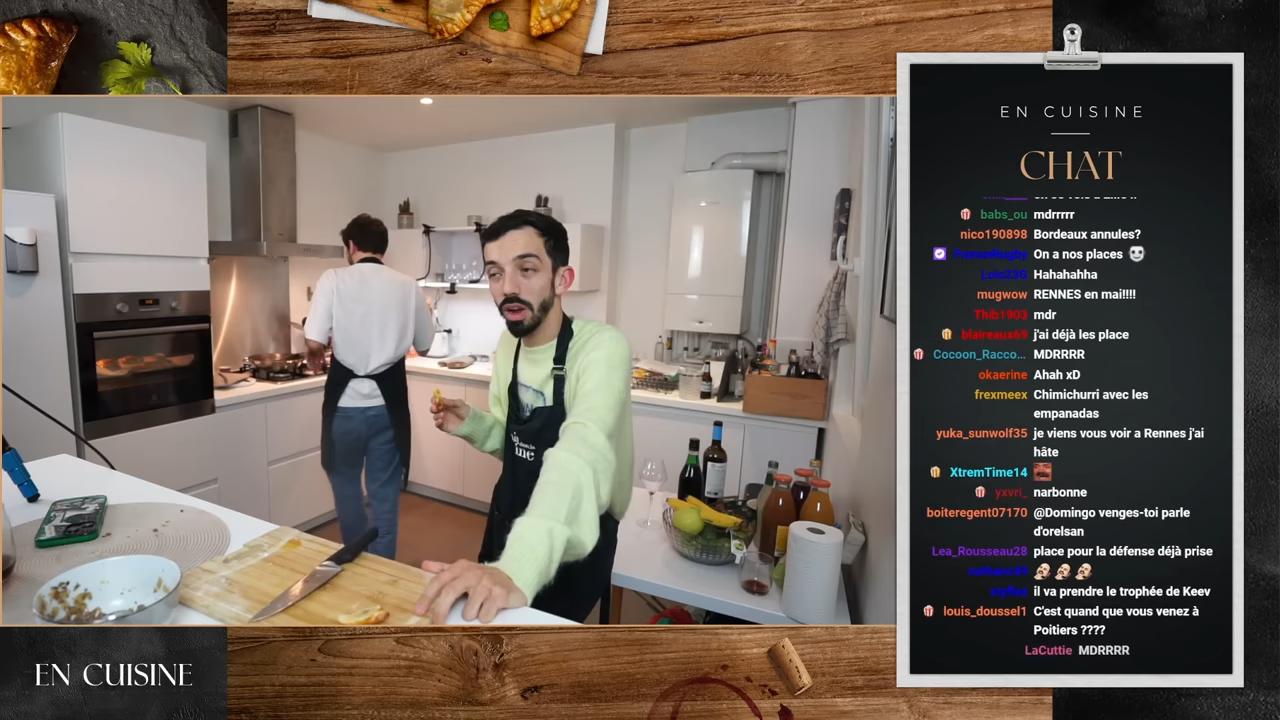 EN CUISINE
CHAT
babs_ou mdrrrrr
nico190898 Bordeaux annules?
On a nos places
Hahahahha
mugwow RENNES en mai!!!!
Thib1903 mdr
blaireaux69 j'ai déjà les place
Cocoon_Racco... MDRRRR
okaerine Ahah xD
frexmeex Chimichurri avec les
empanadas
yuka_sunwolf35 je viens vous voir a Rennes j'ai
hâte
XtremTime14
yxvri_ narbonne
boiteregent07170 @Domingo venges-toi parle
d'orelsan
Lea_Rousseau28 place pour la défense déjà prise
il va prendre le trophée de Keev
louis_doussel1 C'est quand que vous venez à
Poitiers ????
LaCuttie MDRRRR
EN CUISINE